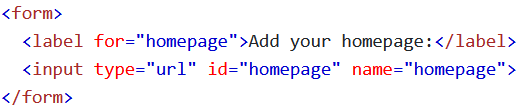 <form>
  <label for="homepage">Add your homepage:</label>
  <input type="url" id="homepage" name="homepage">
</form>